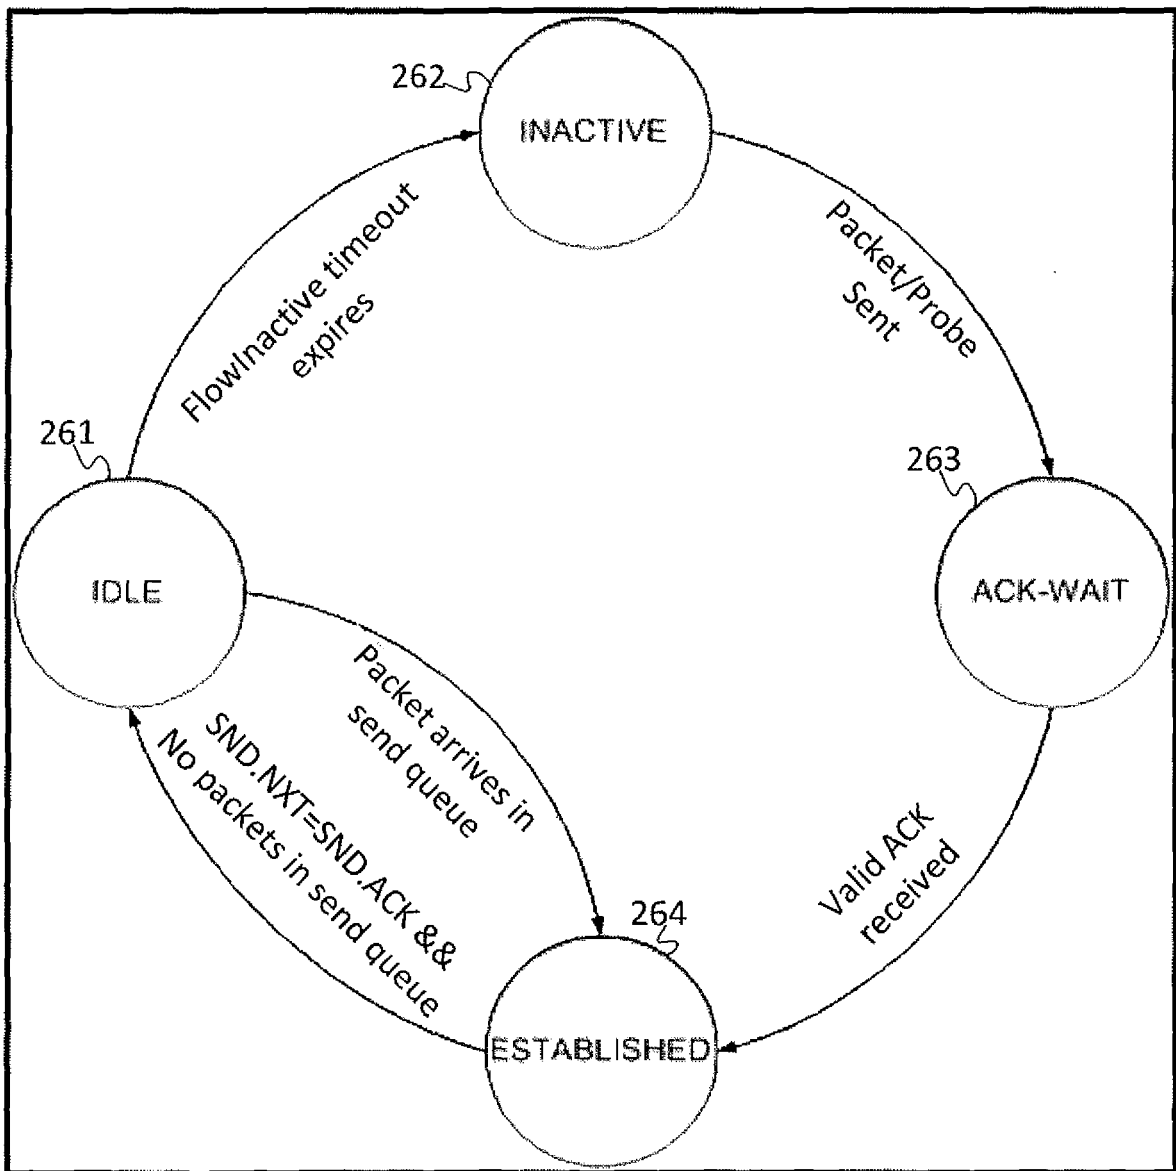 262
INACTIVE
FlowInactive timeout
expires
Packet/Probe
Sent
261
IDLE
263
ACK-WAIT
Packet arrives in
send queue
SND.NXT=SND.ACK &&
No packets in send queue
264
ESTABLISHED
Valid ACK
received